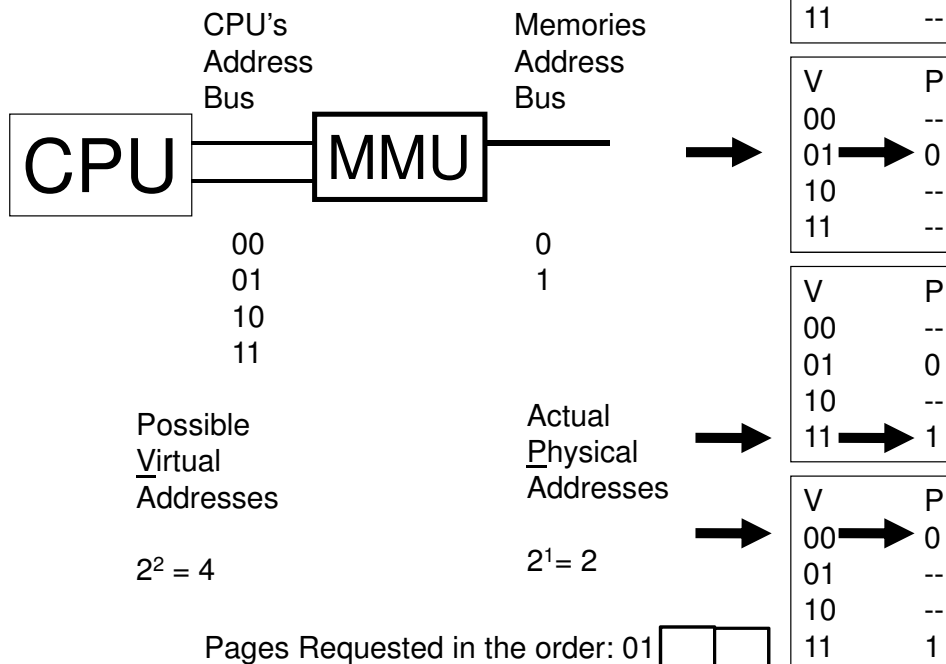 CPU's
Address
Bus
Memories
Address
Bus
CPU
MMU
00
01
10
11
0
1
Possible
Virtual
Addresses
2² = 4
Actual
Physical
Addresses
2¹= 2
Pages Requested in the order: 01
11 --
V P
00 --
01 0
10 --
11 --
V P
00 --
01 0
10 --
11 1
V P
00 0
01 --
10 --
11 1